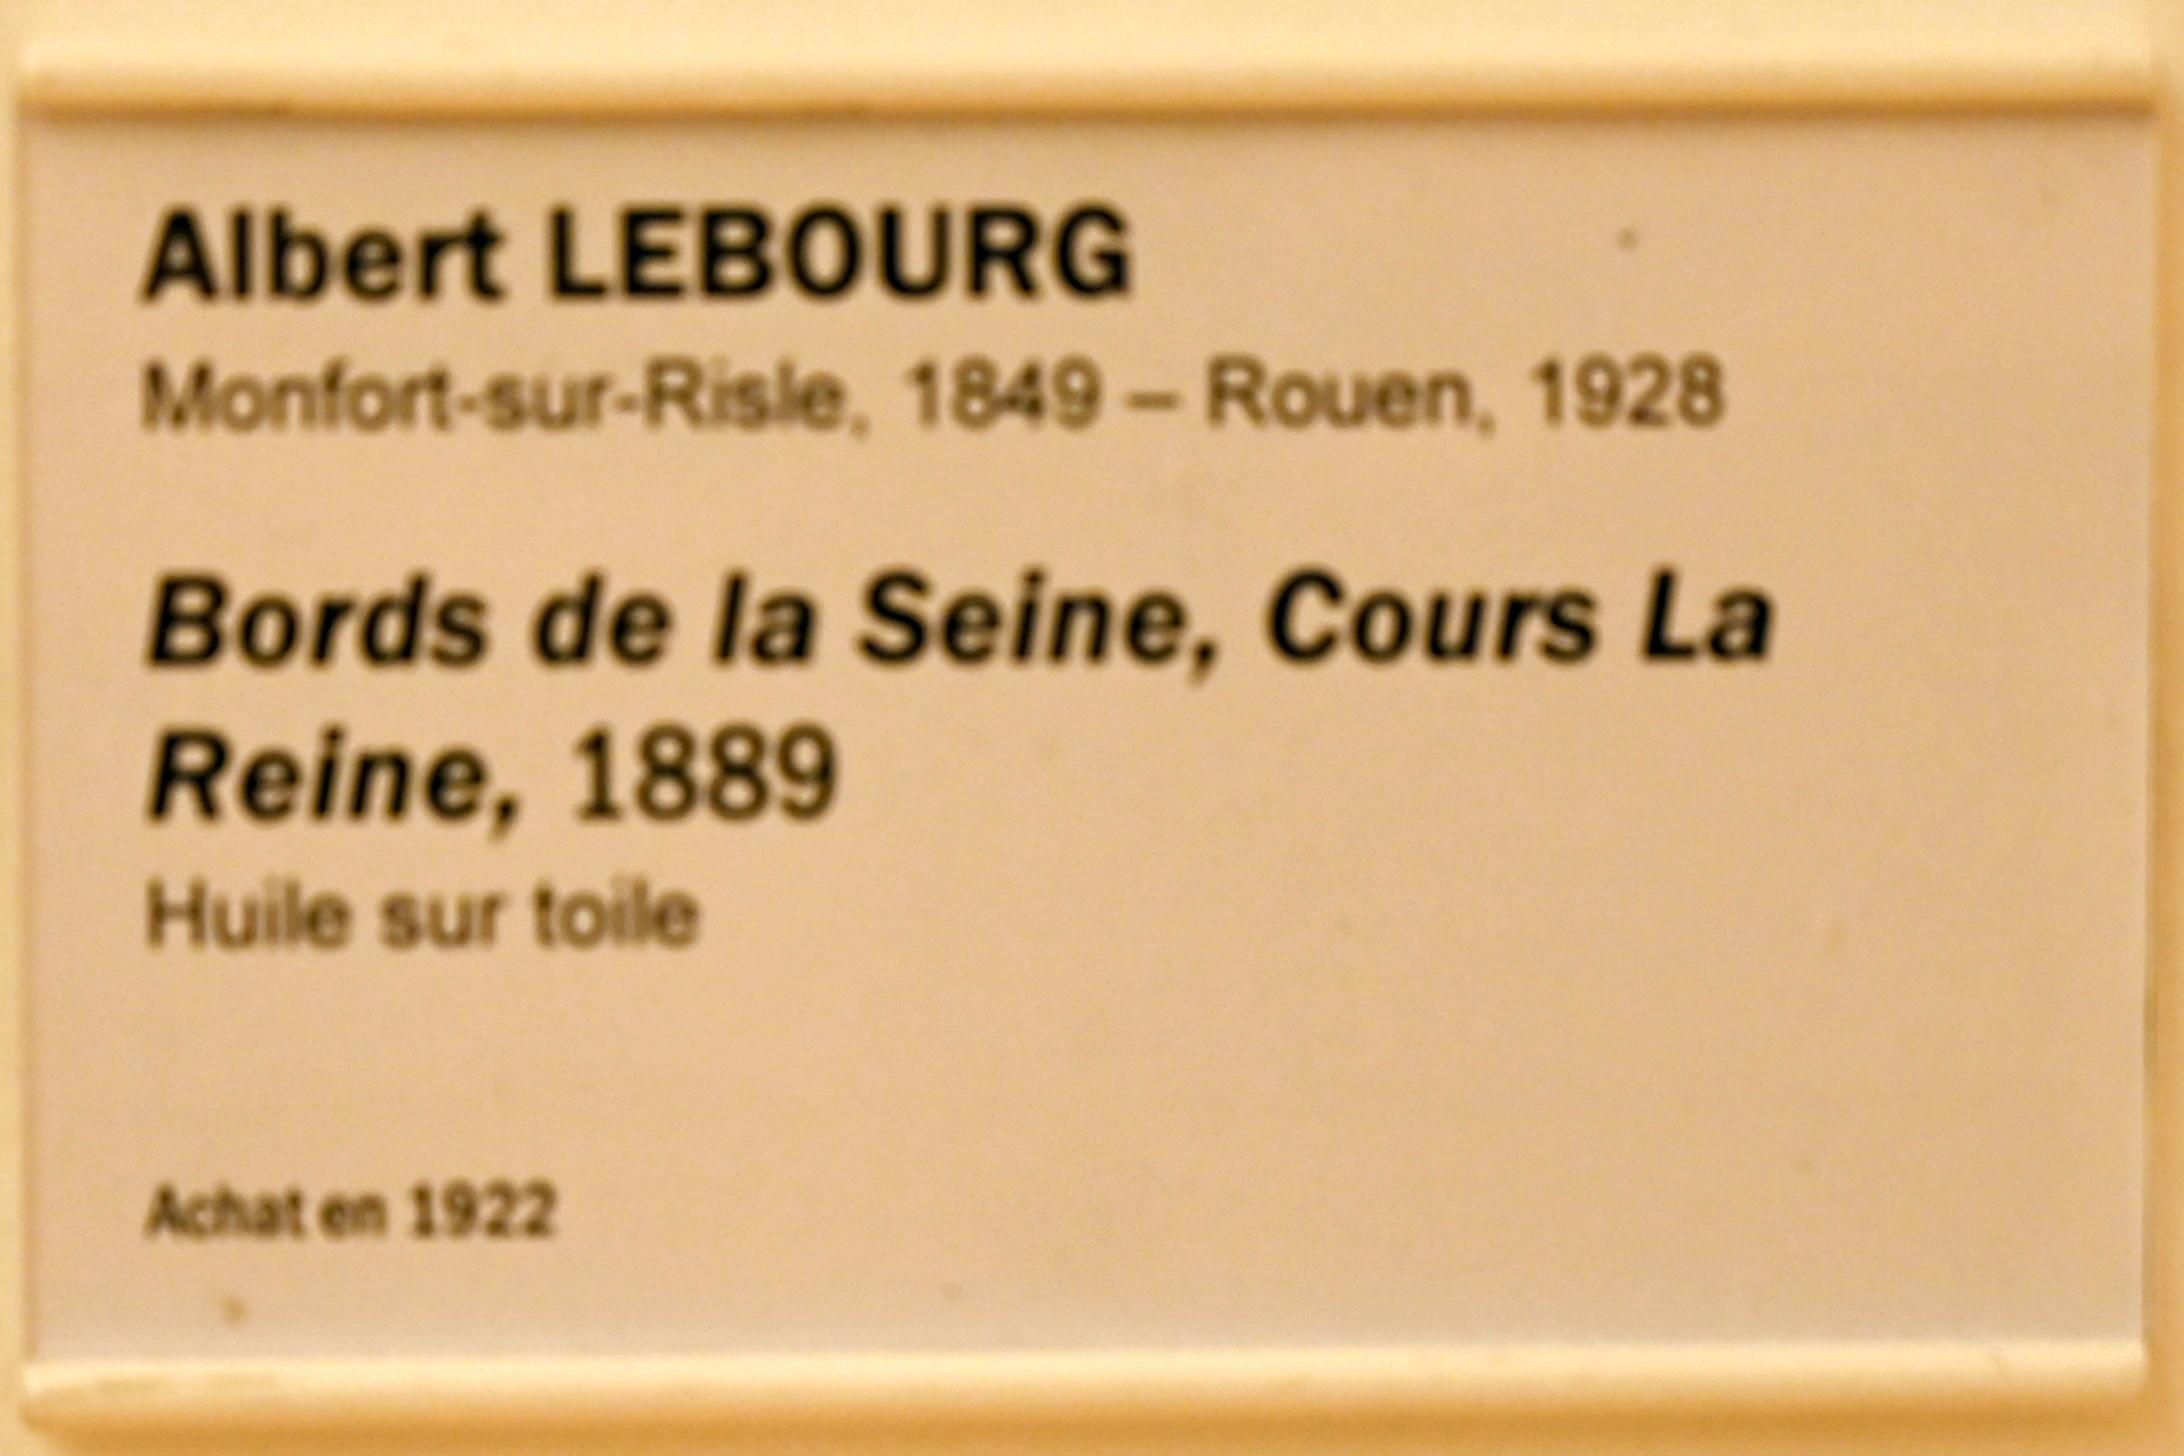 Albert LEBOURG
Monfort-sur-Risle, 1849 – Rouen, 1928
Bords de la Seine, Cours La
Reine, 1889
Huile sur toile
Achat en 1922